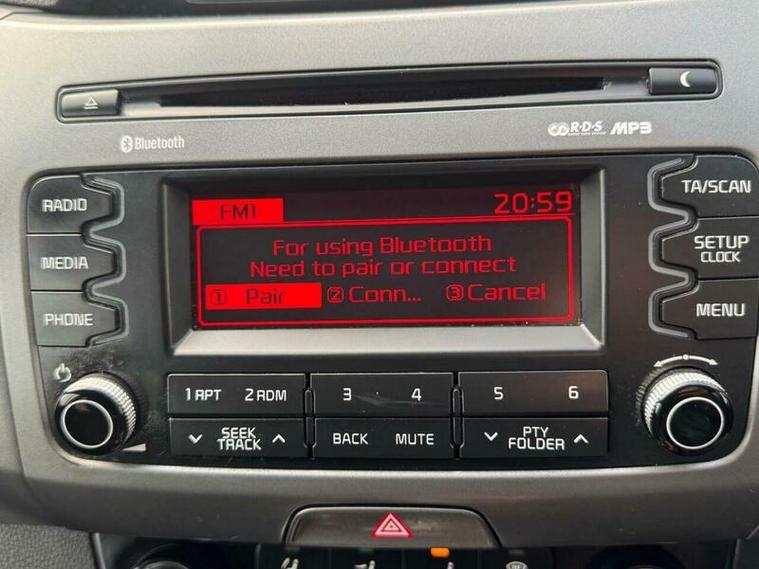 Bluetooth
R·D·S MP3
RADIO
MEDIA
PHONE
FM1 20:59
For using Bluetooth
Need to pair or connect
1 Pair 2 Conn... 3 Cancel
TA/SCAN
SETUP
CLOCK
MENU
1 RPT 2 RDM 3 4 5 6
SEEK
TRACK
BACK MUTE
PTY
FOLDER